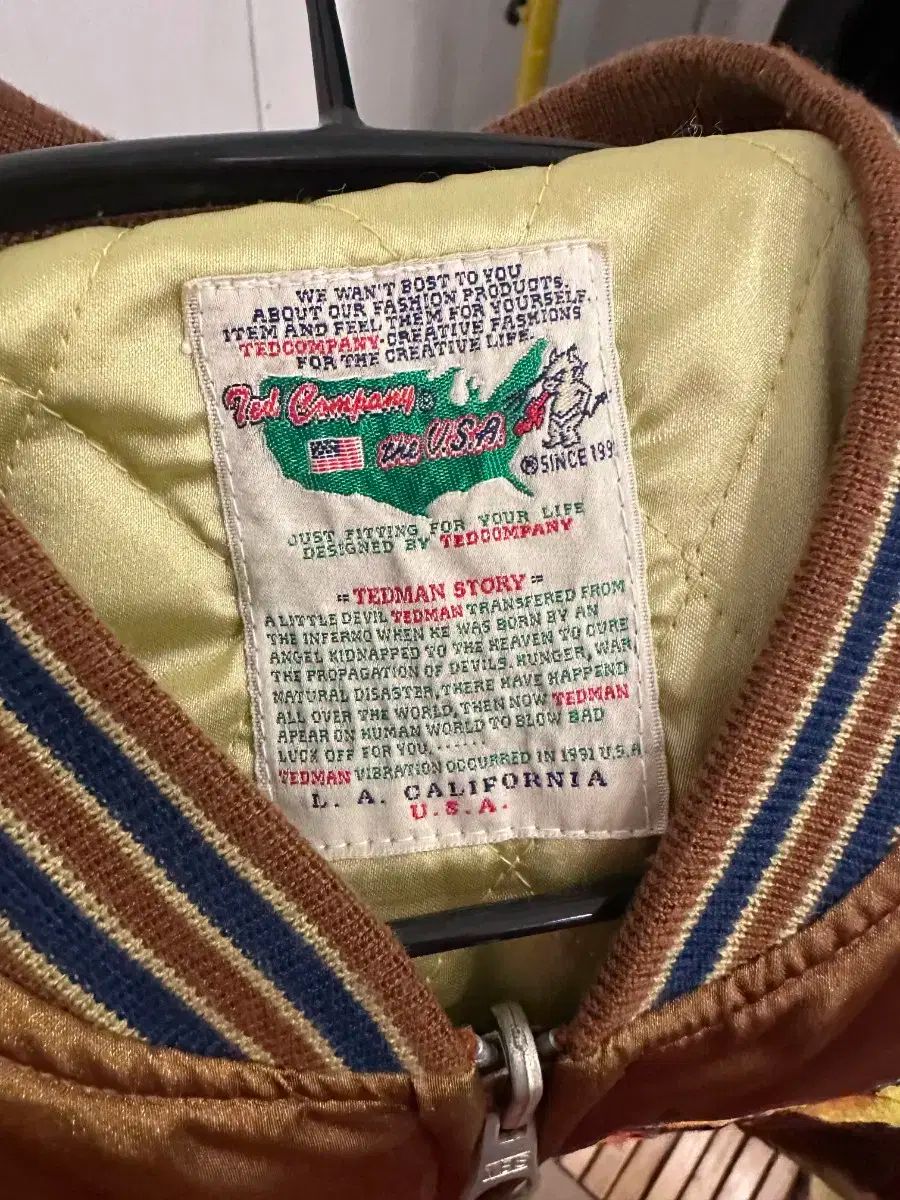 WE WAN'T BOST TO YOU
ABOUT OUR FASHION PRODUCTS.
ITEM AND FEEL, THEM FOR YOURSELF.
TEDCOMPANY-CREATIVE FASHIONS
FOR THE CREATIVE LIFE.
Ted Company©
the U.S.A.
®SINCE 199
JUST FITTING FOR YOUR LIFE
DESIGNED BY TEDCOMPANY
=TEDMAN STORY=
A LITTLE DEVIL TEDMAN TRANSFERED FROM
THE INFERNO WHEN HE WAS BORN BY AN
ANGEL KIDNAPPED TO THE HEAVEN TO CURE
THE PROPAGATION OF DEVILS. HUNGER, WAR
NATURAL DISASTER, THERE HAVE HAPPEND
ALL OVER THE WORLD, THEN NOW TEDMAN
APEAR ON HUMAN WORLD TO BLOW BAD
LUCK OFF FOR YOU.......
TEDMAN VIBRATION OCCURRED IN 1991 U.S.A
L. A. CALIFORNIA
U.S.A.